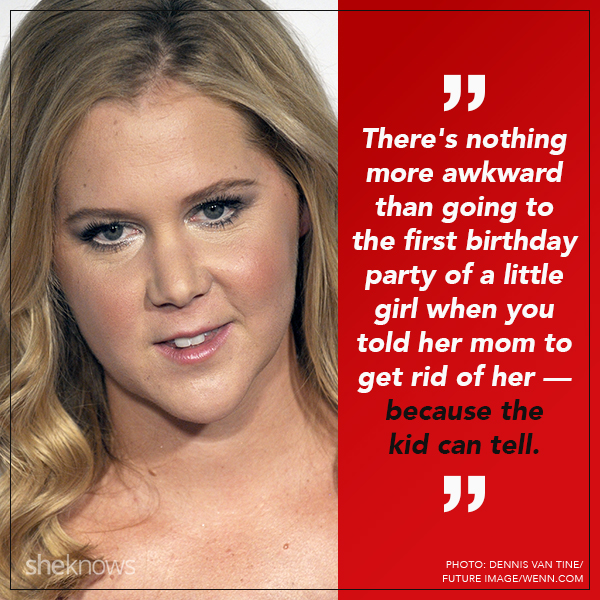 ”
There's nothing
more awkward
than going to
the first birthday
party of a little
girl when you
told her mom to
get rid of her —
because the
kid can tell.
”
sheknows
PHOTO: DENNIS VAN TINE/
FUTURE IMAGE/WENN.COM